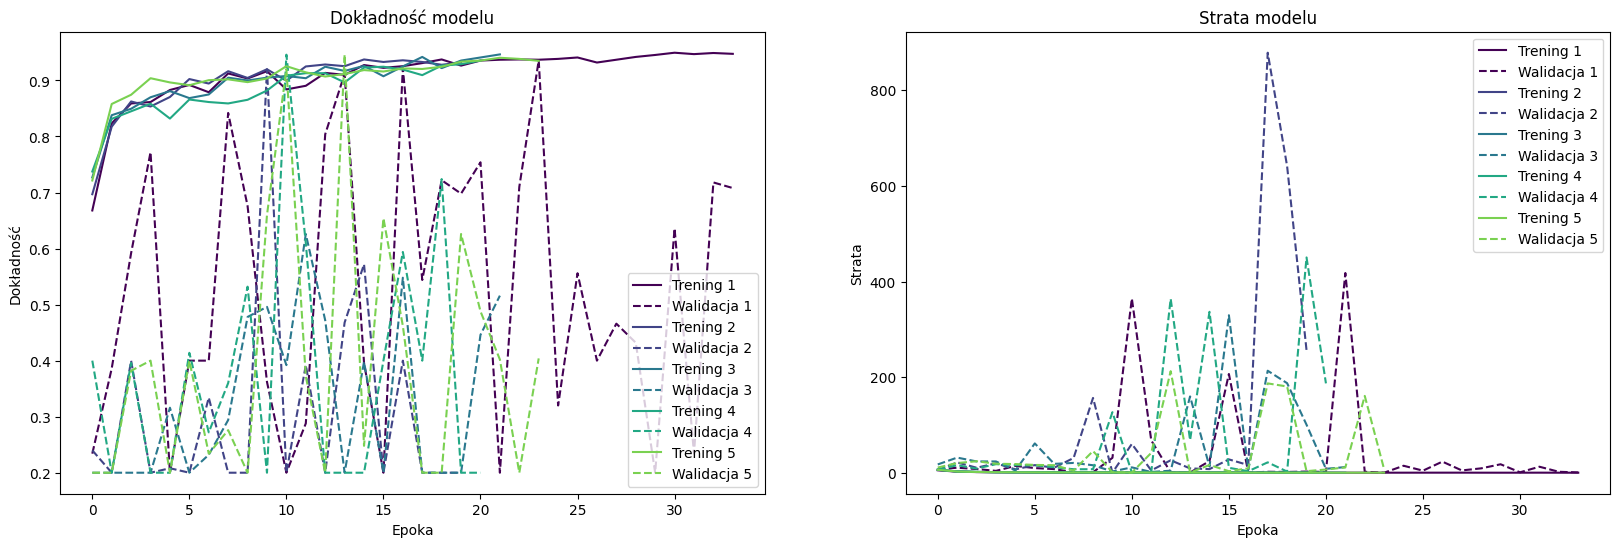 Dokładność modelu
Dokładność
0.9
0.8
0.7
0.6
0.5
0.4
0.3
0.2
0
5
10
15
20
25
30
Epoka
Trening 1
Walidacja 1
Trening 2
Walidacja 2
Trening 3
Walidacja 3
Trening 4
Walidacja 4
Trening 5
Walidacja 5
Strata modelu
Strata
800
600
400
200
0
0
5
10
15
20
25
30
Epoka
Trening 1
Walidacja 1
Trening 2
Walidacja 2
Trening 3
Walidacja 3
Trening 4
Walidacja 4
Trening 5
Walidacja 5